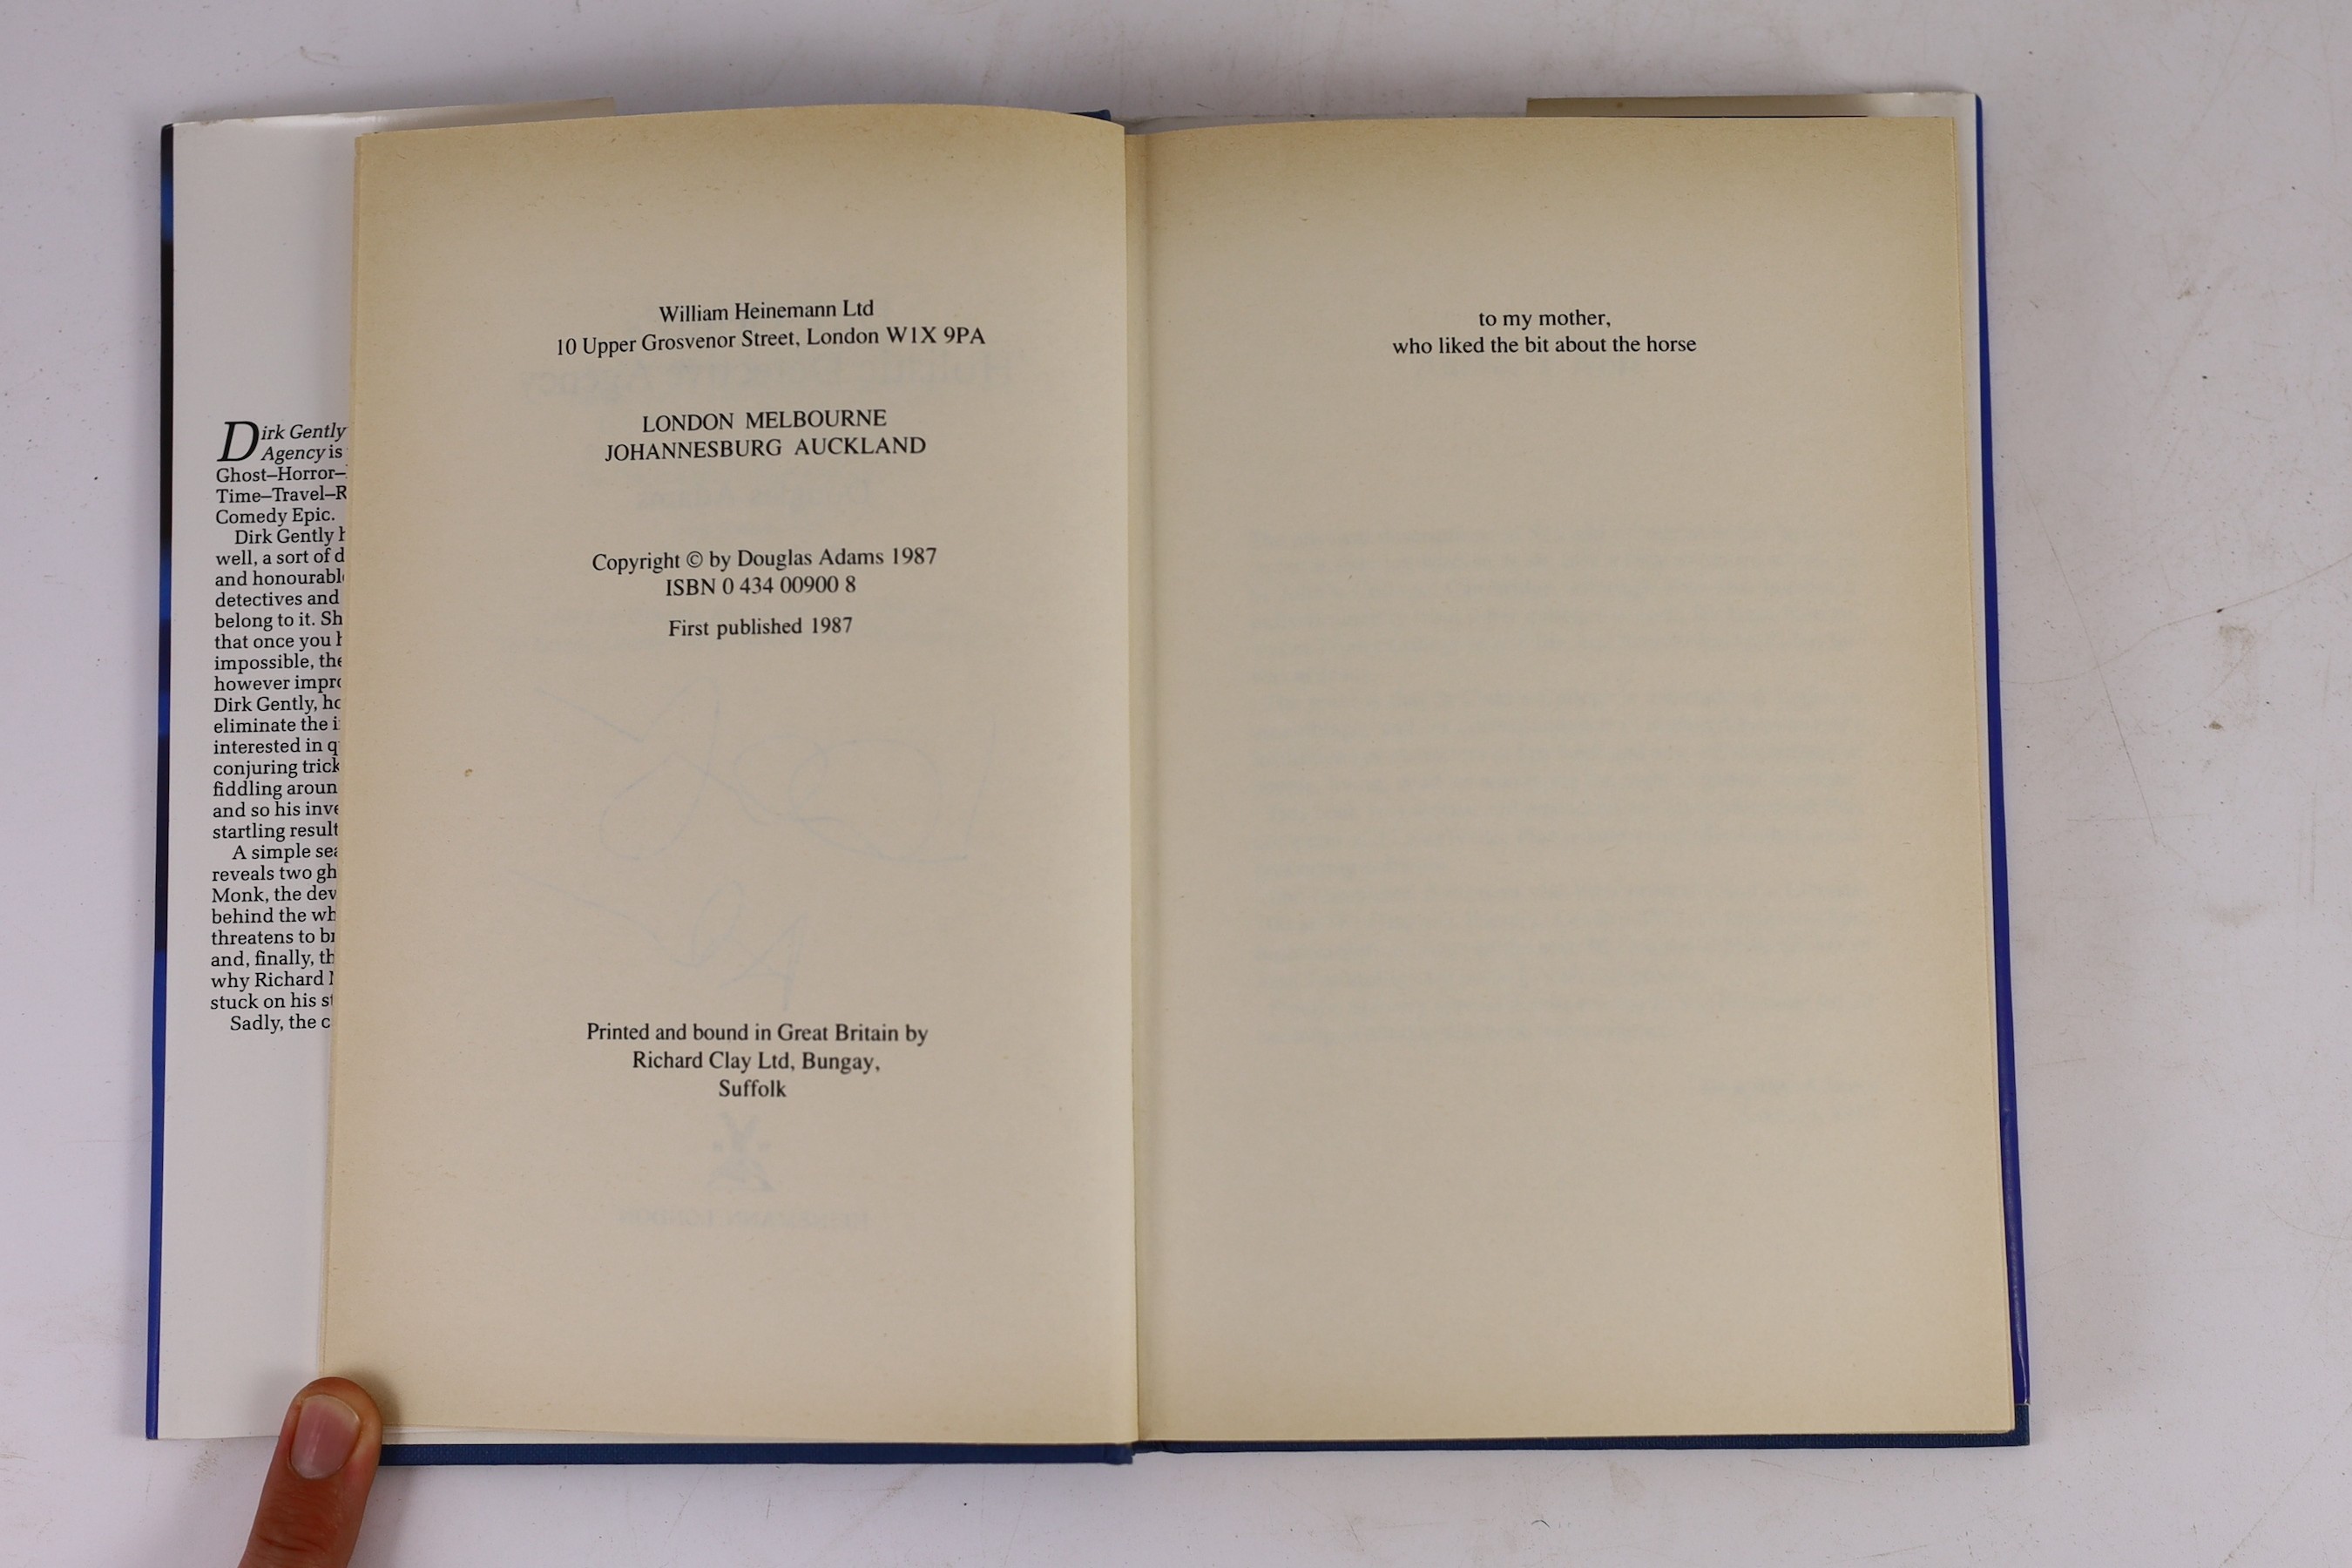 Dirk Gently
Agency is
Ghost–Horror–
Time–Travel–R
Comedy Epic.
Dirk Gently h
well, a sort of d
and honourabl
detectives and
belong to it. Sh
that once you h
impossible, the
however impro
Dirk Gently, ho
eliminate the i
interested in q
conjuring trick
fiddling aroun
and so his inve
startling result
A simple sea
reveals two gh
Monk, the dev
behind the wh
threatens to br
and, finally, th
why Richard M
stuck on his st
Sadly, the c
William Heinemann Ltd
10 Upper Grosvenor Street, London W1X 9PA
LONDON MELBOURNE
JOHANNESBURG AUCKLAND
Copyright © by Douglas Adams 1987
ISBN 0 434 00900 8
First published 1987
Printed and bound in Great Britain by
Richard Clay Ltd, Bungay,
Suffolk
to my mother,
who liked the bit about the horse